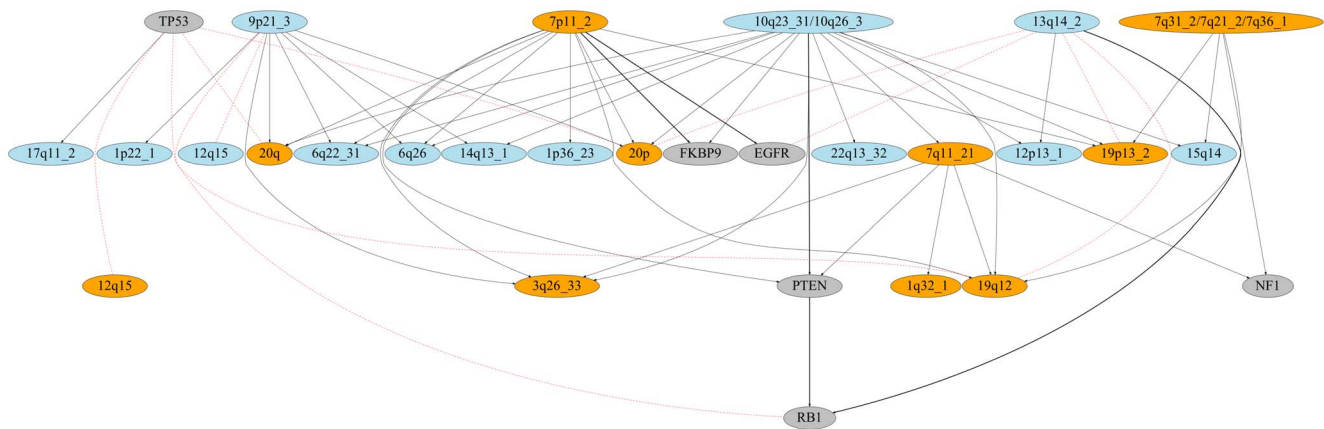 TP53 9p21_3 7p11_2 10q23_31/10q26_3 13q14_2 7q31_2/7q21_2/7q36_1
17q11_2 1p22_1 12q15 20q 6q22_31 6q26 14q13_1 1p36_23 20p FKBP9 EGFR 22q13_32 7q11_21 12p13_1 19p13_2 15q14
12q15 3q26_33 PTEN 1q32_1 19q12 NF1
RB1